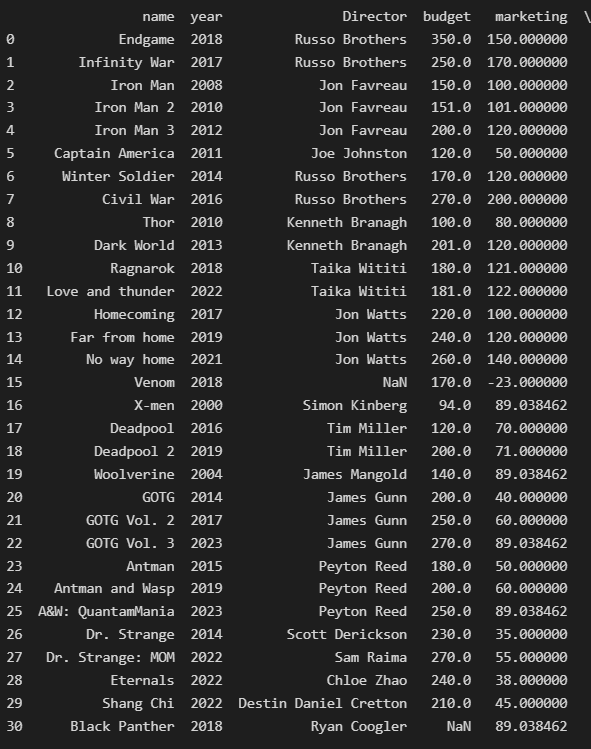 name year Director budget marketing \
0 Endgame 2018 Russo Brothers 350.0 150.000000
1 Infinity War 2017 Russo Brothers 250.0 170.000000
2 Iron Man 2008 Jon Favreau 150.0 100.000000
3 Iron Man 2 2010 Jon Favreau 151.0 101.000000
4 Iron Man 3 2012 Jon Favreau 200.0 120.000000
5 Captain America 2011 Joe Johnston 120.0 50.000000
6 Winter Soldier 2014 Russo Brothers 170.0 120.000000
7 Civil War 2016 Russo Brothers 270.0 200.000000
8 Thor 2010 Kenneth Branagh 100.0 80.000000
9 Dark World 2013 Kenneth Branagh 201.0 120.000000
10 Ragnarok 2018 Taika Wititi 180.0 121.000000
11 Love and thunder 2022 Taika Wititi 181.0 122.000000
12 Homecoming 2017 Jon Watts 220.0 100.000000
13 Far from home 2019 Jon Watts 240.0 120.000000
14 No way home 2021 Jon Watts 260.0 140.000000
15 Venom 2018 NaN 170.0 -23.000000
16 X-men 2000 Simon Kinberg 94.0 89.038462
17 Deadpool 2016 Tim Miller 120.0 70.000000
18 Deadpool 2 2019 Tim Miller 200.0 71.000000
19 Woolverine 2004 James Mangold 140.0 89.038462
20 GOTG 2014 James Gunn 200.0 40.000000
21 GOTG Vol. 2 2017 James Gunn 250.0 60.000000
22 GOTG Vol. 3 2023 James Gunn 270.0 89.038462
23 Antman 2015 Peyton Reed 180.0 50.000000
24 Antman and Wasp 2019 Peyton Reed 200.0 60.000000
25 A&W: QuantamMania 2023 Peyton Reed 250.0 89.038462
26 Dr. Strange 2014 Scott Derickson 230.0 35.000000
27 Dr. Strange: MOM 2022 Sam Raima 270.0 55.000000
28 Eternals 2022 Chloe Zhao 240.0 38.000000
29 Shang Chi 2022 Destin Daniel Cretton 210.0 45.000000
30 Black Panther 2018 Ryan Coogler NaN 89.038462